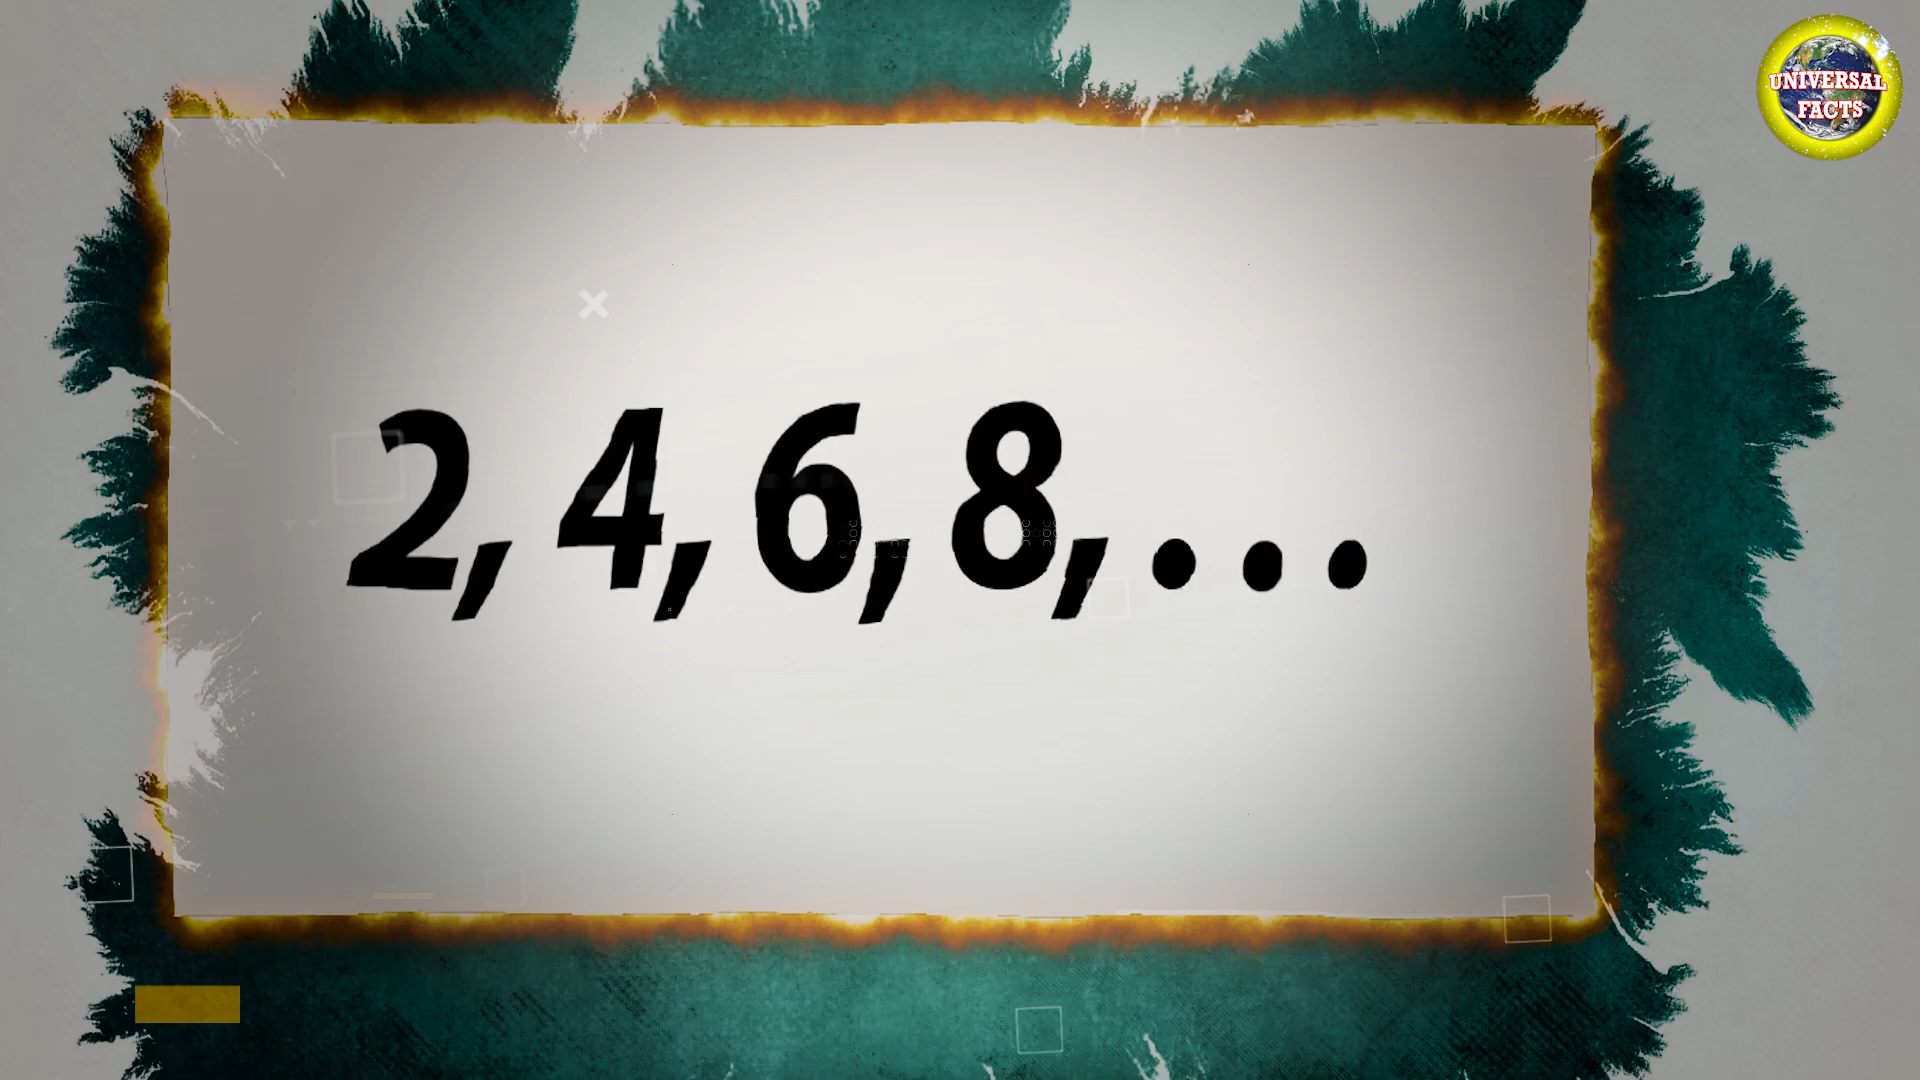 UNIVERSAL
FACTS
2, 4, 6, 8, . . .